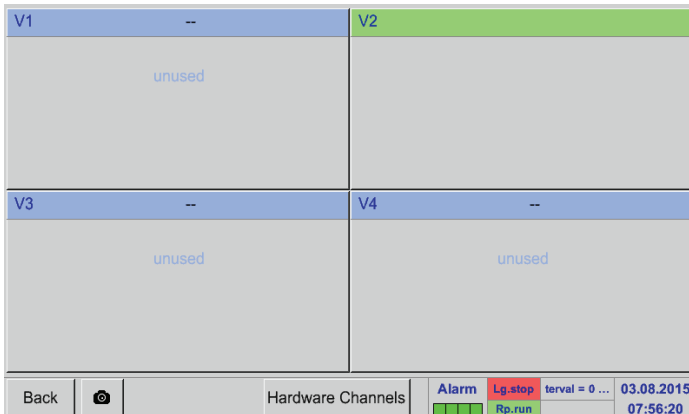 V1 --
V2
unused
V3 --
V4 --
unused
unused
Back
Hardware Channels
Alarm
Lg.stop
terval = 0 ...
03.08.2015
Rp.run
07:56:20